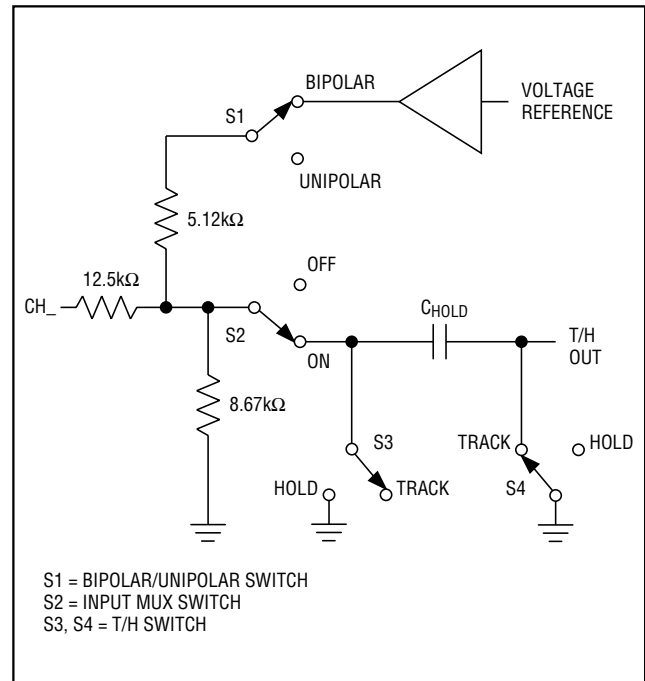 BIPOLAR
VOLTAGE
REFERENCE
S1
UNIPOLAR
5.12kΩ
12.5kΩ
OFF
CH_
S2
CHOLD
T/H
OUT
ON
8.67kΩ
S3
TRACK
HOLD
HOLD
TRACK
S4
S1 = BIPOLAR/UNIPOLAR SWITCH
S2 = INPUT MUX SWITCH
S3, S4 = T/H SWITCH